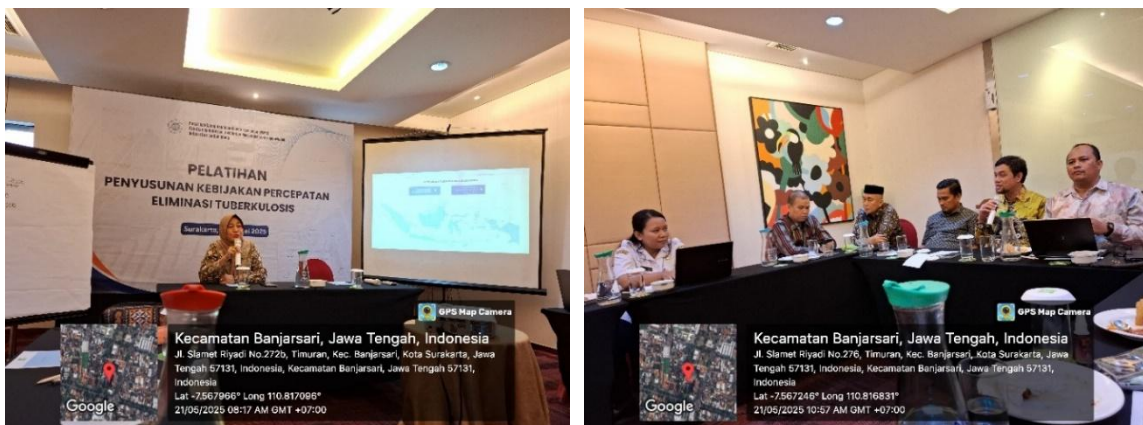 PELATIHAN
PENYUSUNAN KEBIJAKAN PERCEPATAN
ELIMINASI TUBERKULOSIS
Surakarta, 2025
GPS Map Camera
Kecamatan Banjarsari, Jawa Tengah, Indonesia
Jl. Slamet Riyadi No.272b, Timuran, Kec. Banjarsari, Kota Surakarta, Jawa
Tengah 57131, Indonesia, Kecamatan Banjarsari, Jawa Tengah 57131,
Indonesia
Lat -7.567966° Long 110.817096°
21/05/2025 08:17 AM GMT +07:00
Google
GPS Map Camera
Kecamatan Banjarsari, Jawa Tengah, Indonesia
Jl. Slamet Riyadi No.276, Timuran, Kec. Banjarsari, Kota Surakarta, Jawa
Tengah 57131, Indonesia, Kecamatan Banjarsari, Jawa Tengah 57131,
Indonesia
Lat -7.567246° Long 110.816831°
21/05/2025 10:57 AM GMT +07:00
Google